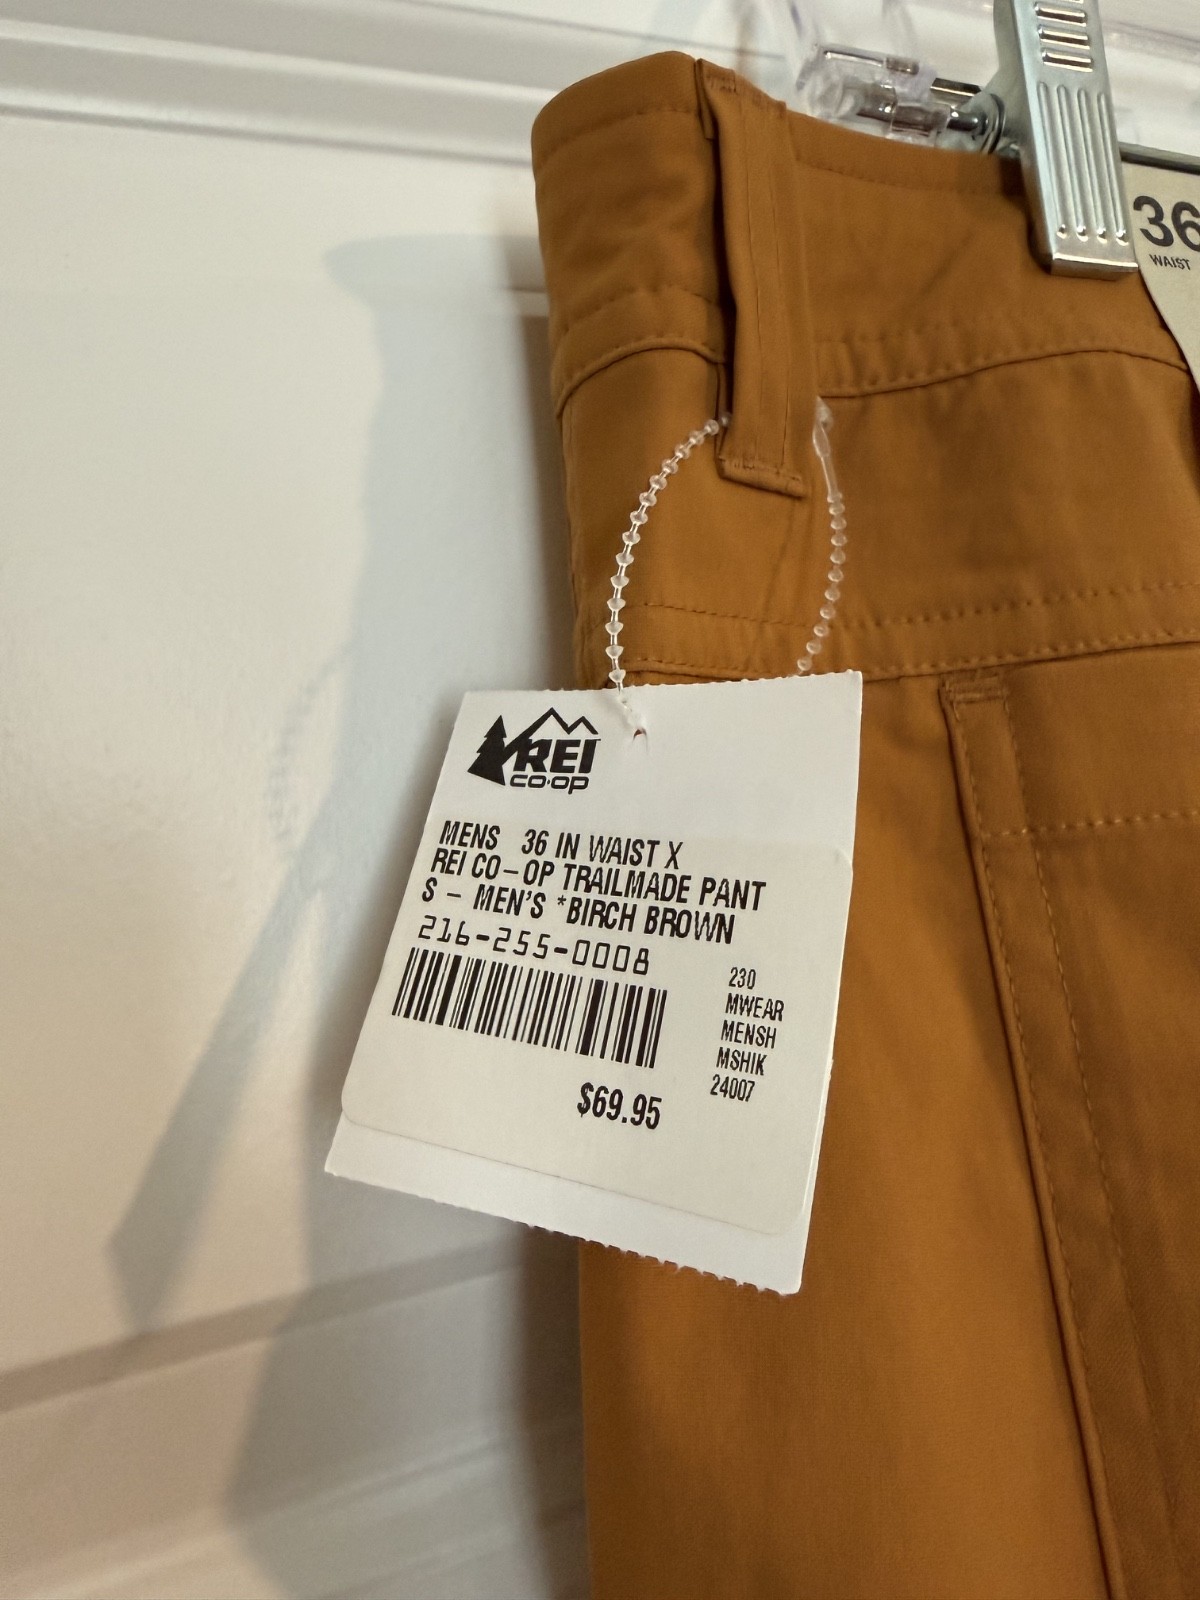 36
WAIST
REI
CO·OP
MENS 36 IN WAIST X
REI CO-OP TRAILMADE PANT
S - MEN'S *BIRCH BROWN
216-255-0008
230
MWEAR
MENSH
MSHIK
24007
$69.95